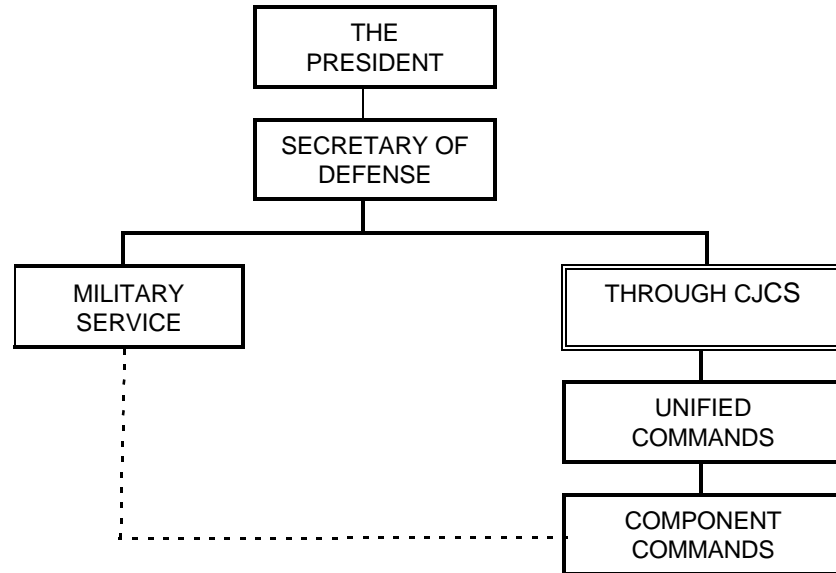 THE
PRESIDENT
SECRETARY OF
DEFENSE
MILITARY
SERVICE
THROUGH CJCS
UNIFIED
COMMANDS
COMPONENT
COMMANDS